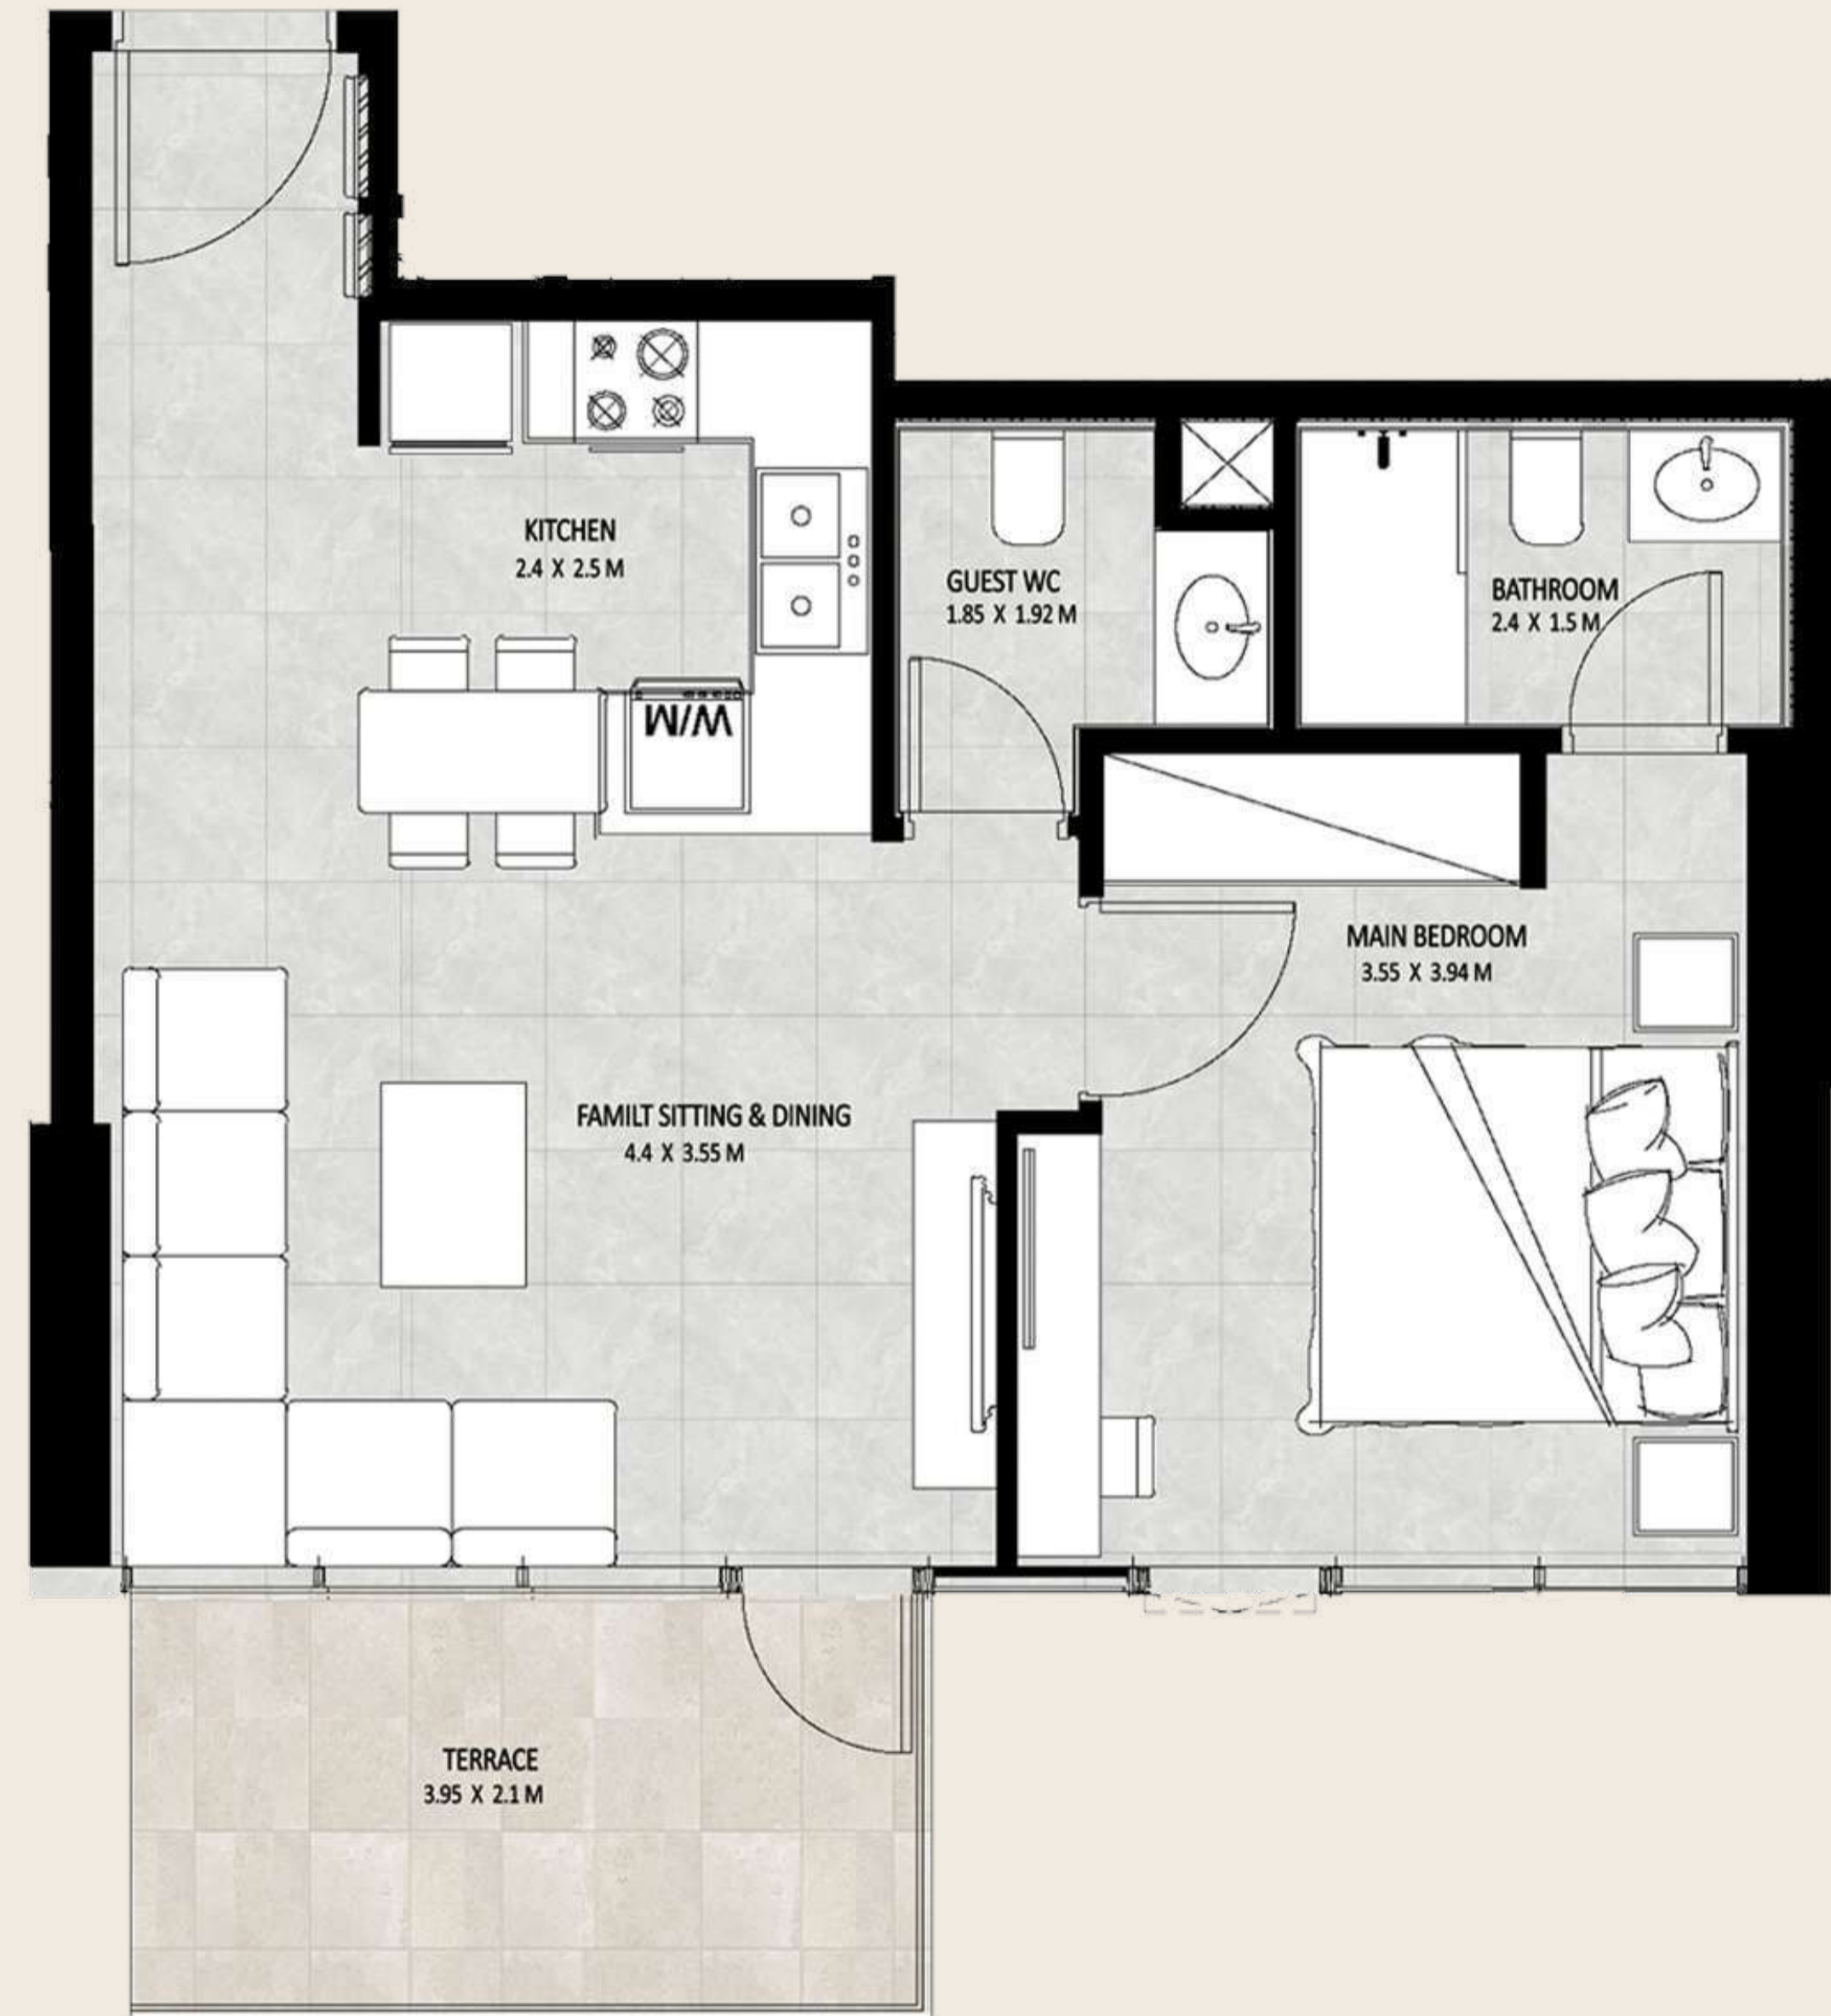 KITCHEN
2.4 X 2.5 M
GUEST WC
1.85 X 1.92 M
BATHROOM
2.4 X 1.5 M
W/M
MAIN BEDROOM
3.55 X 3.94 M
FAMILT SITTING & DINING
4.4 X 3.55 M
TERRACE
3.95 X 2.1 M